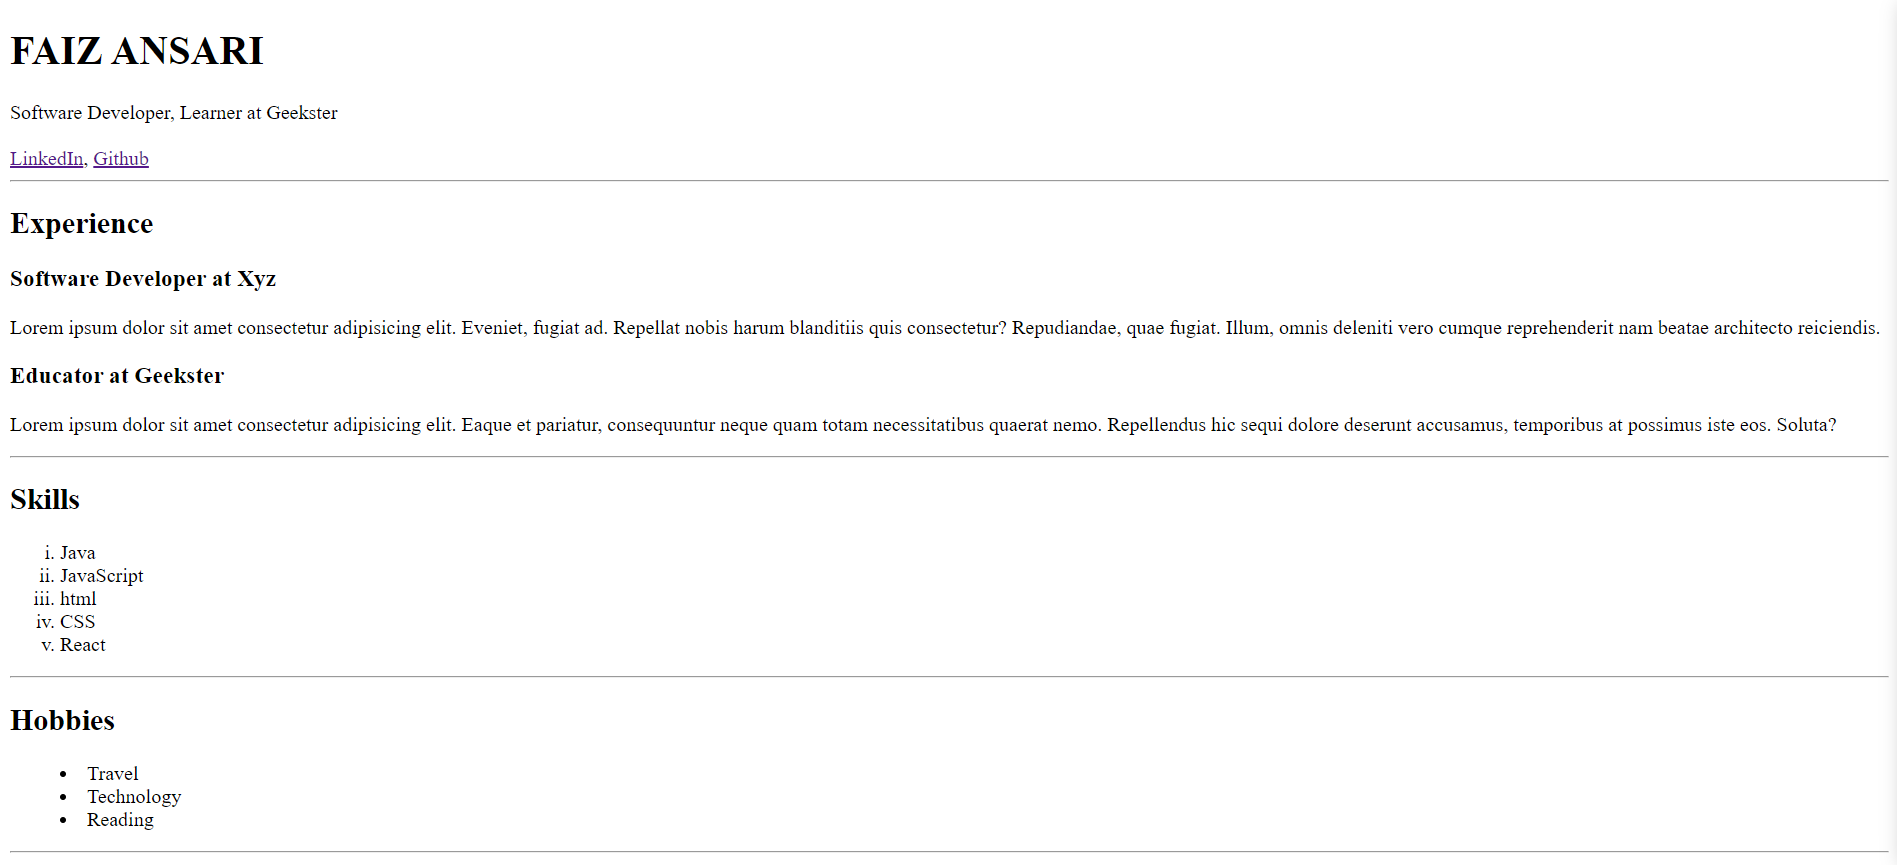 FAIZ ANSARI
Software Developer, Learner at Geekster
LinkedIn, Github
Experience
Software Developer at Xyz
Lorem ipsum dolor sit amet consectetur adipisicing elit. Eveniet, fugiat ad. Repellat nobis harum blanditiis quis consectetur? Repudiandae, quae fugiat. Illum, omnis deleniti vero cumque reprehenderit nam beatae architecto reiciendis.
Educator at Geekster
Lorem ipsum dolor sit amet consectetur adipisicing elit. Eaque et pariatur, consequuntur neque quam totam necessitatibus quaerat nemo. Repellendus hic sequi dolore deserunt accusamus, temporibus at possimus iste eos. Soluta?
Skills
i. Java
ii. JavaScript
iii. html
iv. CSS
v. React
Hobbies
• Travel
• Technology
• Reading